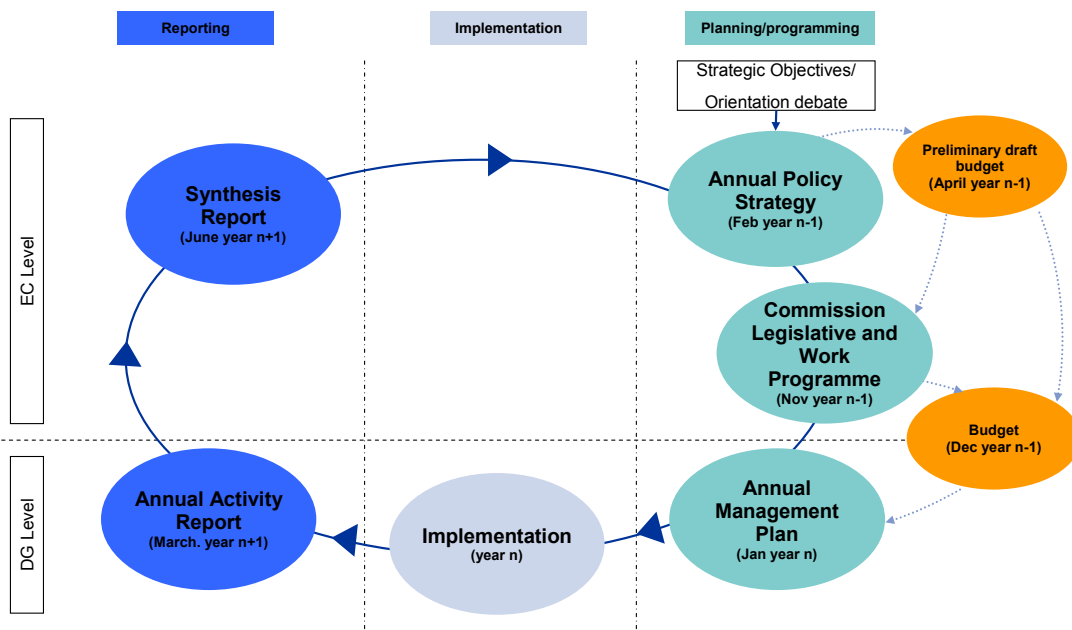 Reporting
Implementation
Planning/programming
Strategic Objectives/
Orientation debate
EC Level
Synthesis
Report
(June year n+1)
Annual Policy
Strategy
(Feb year n-1)
Preliminary draft
budget
(April year n-1)
Commission
Legislative and
Work
Programme
(Nov year n-1)
Budget
(Dec year n-1)
DG Level
Annual Activity
Report
(March. year n+1)
Implementation
(year n)
Annual
Management
Plan
(Jan year n)